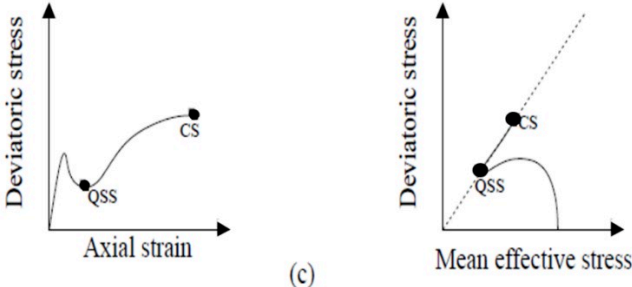 Deviatoric stress
CS
QSS
Axial strain
Deviatoric stress
CS
QSS
Mean effective stress
(c)